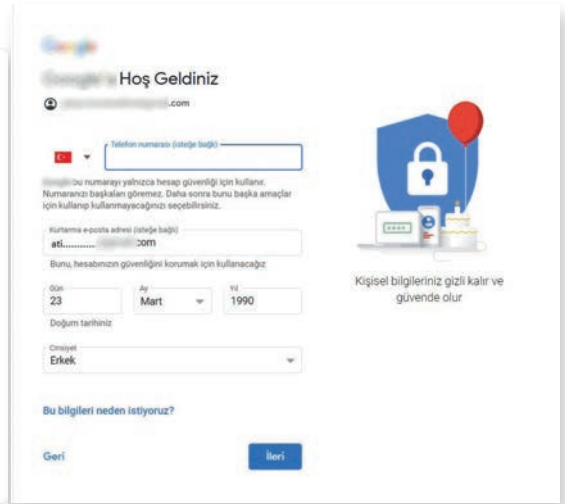 Hoş Geldiniz
.com
Telefon numarası (isteğe bağlı)
bu numarayı yalnızca hesap güvenliği için kullanır.
Numaranızı başkaları göremez. Daha sonra bunu başka amaçlar
için kullanıp kullanmayacağınızı seçebilirsiniz.
Kurtarma e-posta adresi (isteğe bağlı)
ati........... .com
Bunu, hesabınızın güvenliğini korumak için kullanacağız
Gün Ay Yıl
23 Mart 1990
Doğum tarihiniz
Cinsiyet
Erkek
Bu bilgileri neden istiyoruz?
Geri İleri
Kişisel bilgileriniz gizli kalır ve
güvende olur